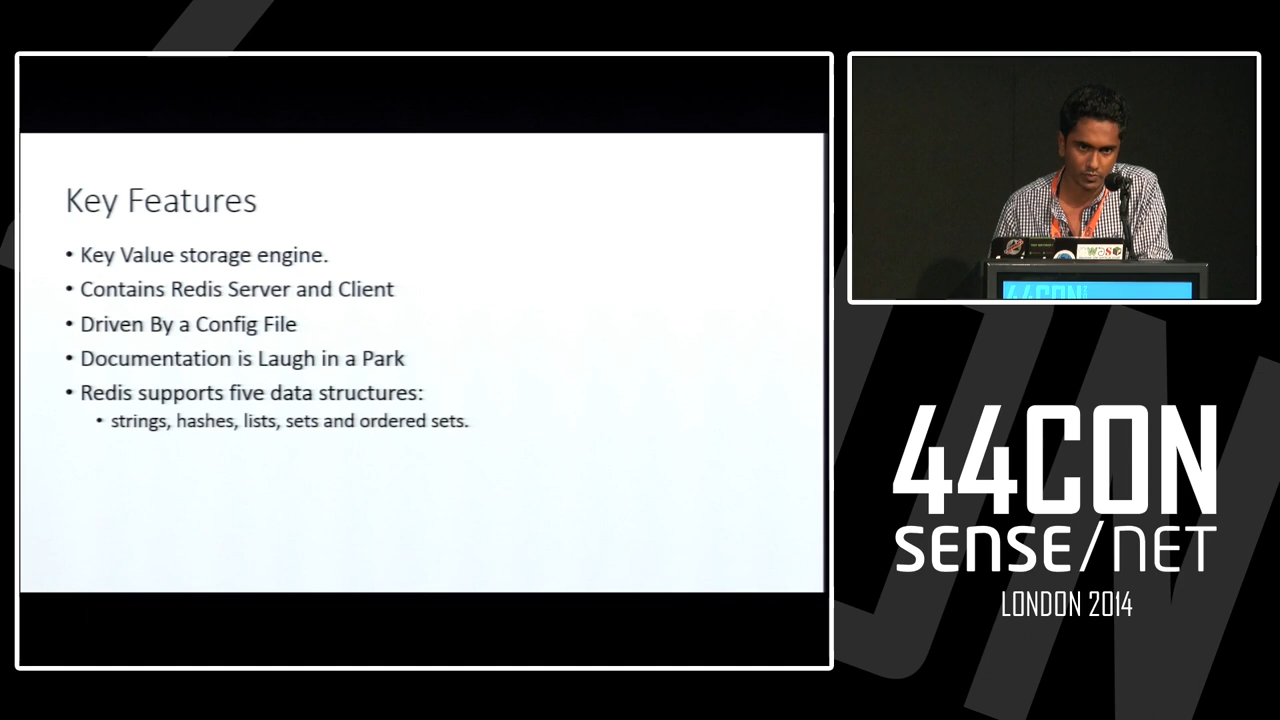 Key Features
• Key Value storage engine.
• Contains Redis Server and Client
• Driven By a Config File
• Documentation is Laugh in a Park
• Redis supports five data structures:
• strings, hashes, lists, sets and ordered sets.
44CON
44CON
SENSE/NET
LONDON 2014